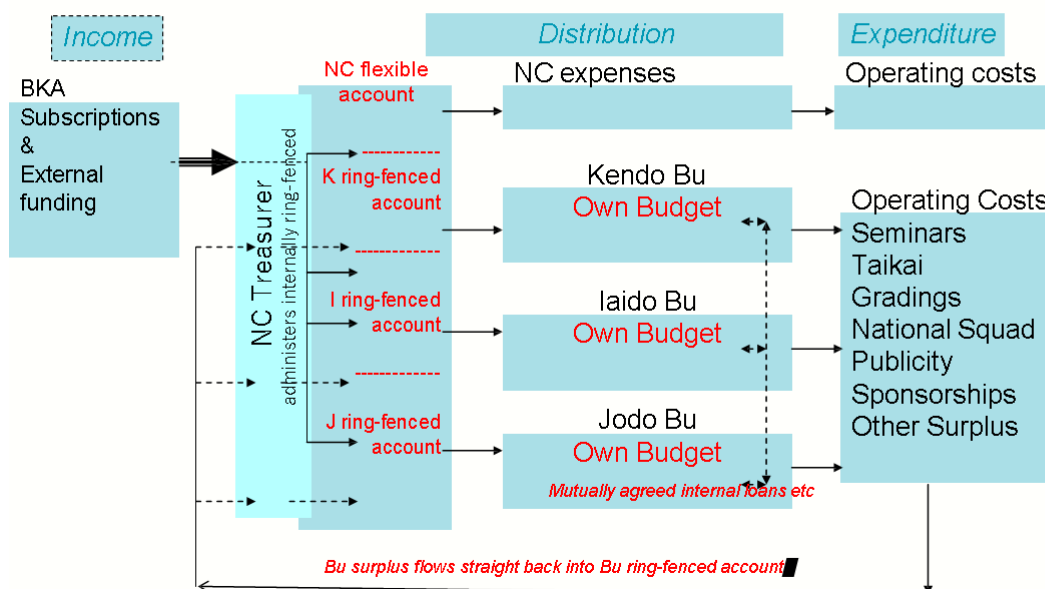 Income
Distribution
Expenditure
BKA
Subscriptions
&
External
funding
NC Treasurer
administers internally ring-fenced
NC flexible
account
K ring-fenced
account
I ring-fenced
account
J ring-fenced
account
NC expenses
Kendo Bu
Own Budget
Iaido Bu
Own Budget
Jodo Bu
Own Budget
Mutually agreed internal loans etc
Operating costs
Operating Costs
Seminars
Taikai
Gradings
National Squad
Publicity
Sponsorships
Other Surplus
Bu surplus flows straight back into Bu ring-fenced account